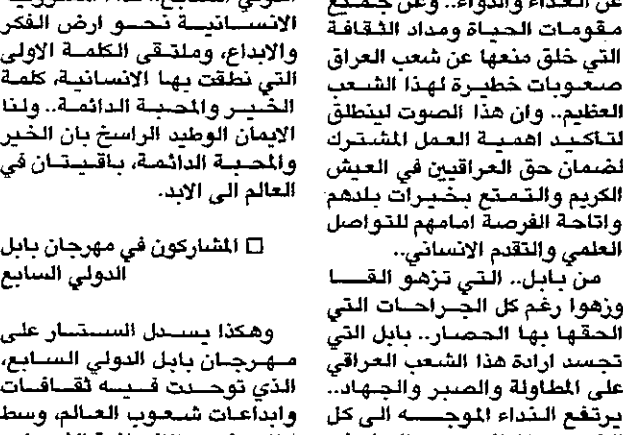 عن الغذاء والدواء.. وعن جميع
مقومات الحياة ومداد الثقافة
التي خلق منعها عن شعب العراق
صعوبات خطيرة لهذا الشعب
العظيم.. وان هذا الصوت لينطلق
لتأكيد اهمية العمل المشترك
لضمان حق العراقيين في العيش
الكريم والتمتع بخيرات بلدهم
واتاحة الفرصة امامهم للتواصل
العلمي والتقدم الانساني..
من بابل.. التي تزهو القا
وزهوا رغم كل الجراحات التي
الحقها بها الحصار.. بابل التي
تجسد ارادة هذا الشعب العراقي
على المطاولة والصبر والجهاد..
يرتفع النداء الموجه الى كل
الانسانية نحو ارض الفكر
والابداع، وملتقى الكلمة الاولى
التي نطقت بها الانسانية، كلمة
الخير والمحبة الدائمة.. ولنا
الايمان الوطيد الراسخ بان الخير
والمحبة الدائمة، باقيتان في
العالم الى الابد.
□ المشاركون في مهرجان بابل
الدولي السابع
وهكذا يسدل الستار على
مهرجان بابل الدولي السابع،
الذي توحدت فيه ثقافات
وابداعات شعوب العالم، وسط